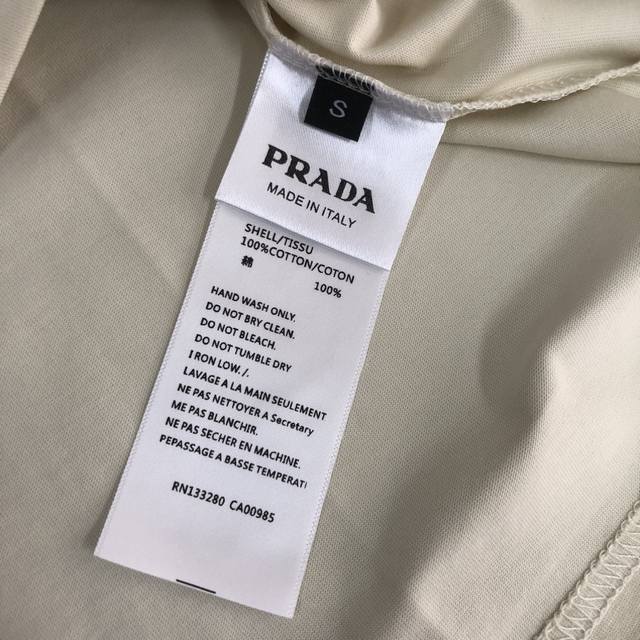 S
PRADA
MADE IN ITALY
SHELL/TISSU
100%COTTON/COTON
綿 100%
HAND WASH ONLY.
DO NOT BRY CLEAN.
DO NOT BLEACH.
DO NOT TUMBLE DRY
I RON LOW. /.
LAVAGE A LA MAIN SEULEMENT
NE PAS NETTOYER A Secretary
ME PAS BLANCHIR.
NE PAS SECHER EN MACHINE.
PEPASSAGE A BASSE TEMPERATI
RN133280 CA00985